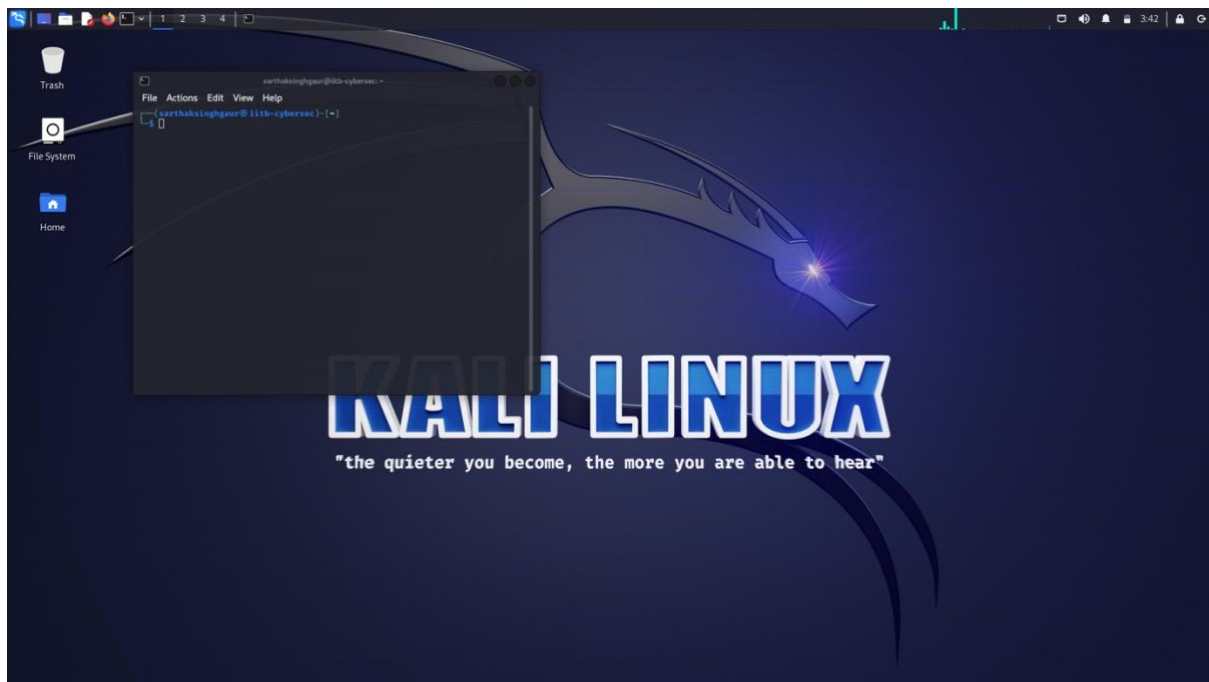 1 2 3 4
3:42
Trash
File System
Home
sarthaksinghgaur@iitb-cybersec: ~
File Actions Edit View Help
(sarthaksinghgaur㉿iitb-cybersec)-[~]
$
KALI LINUX
"the quieter you become, the more you are able to hear"